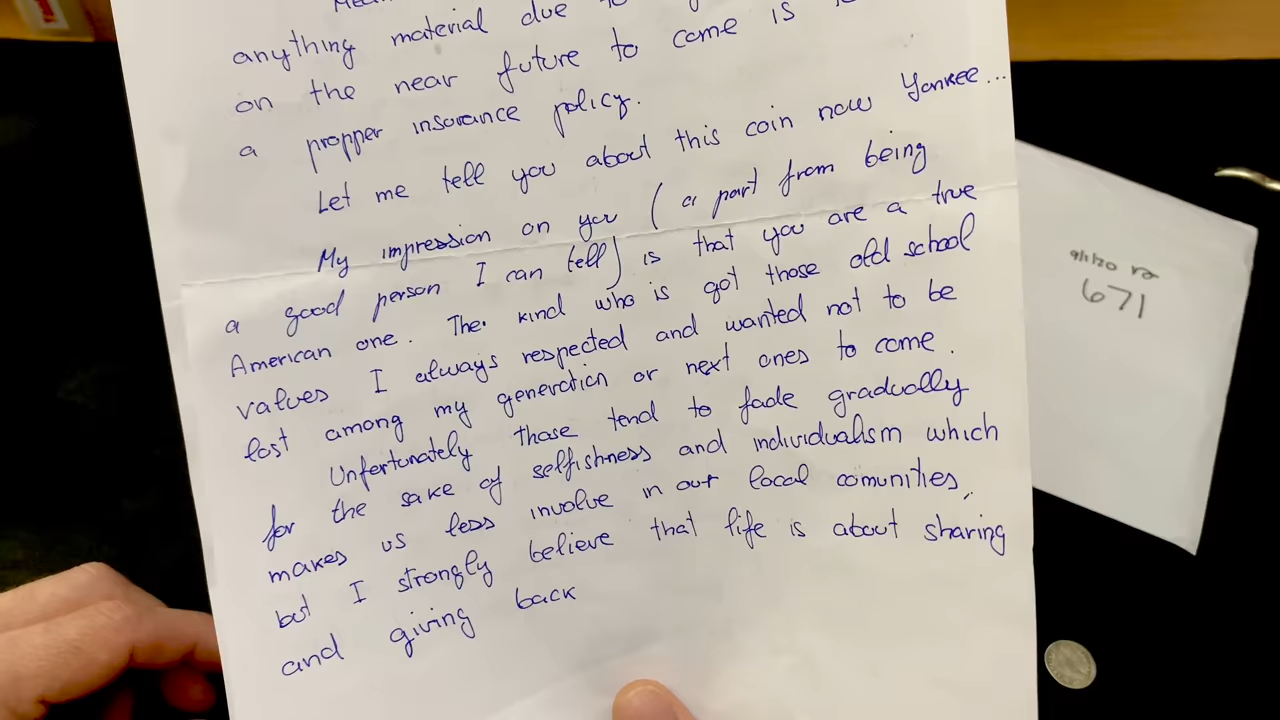 anything material due
on the near future to come is
a propper insurance policy.
Let me tell you about this coin now Yankee...
My impression on you (a part from being
a good person I can tell) is that you are a true
American one. The kind who is got those old school
values I always respected and wanted not to be
lost among my generation or next ones to come.
Unfortunately those tend to fade gradually
for the sake of selfishness and individualism which
makes us less involve in our local comunities,
but I strongly believe that life is about sharing
and giving back
9/1/20
671